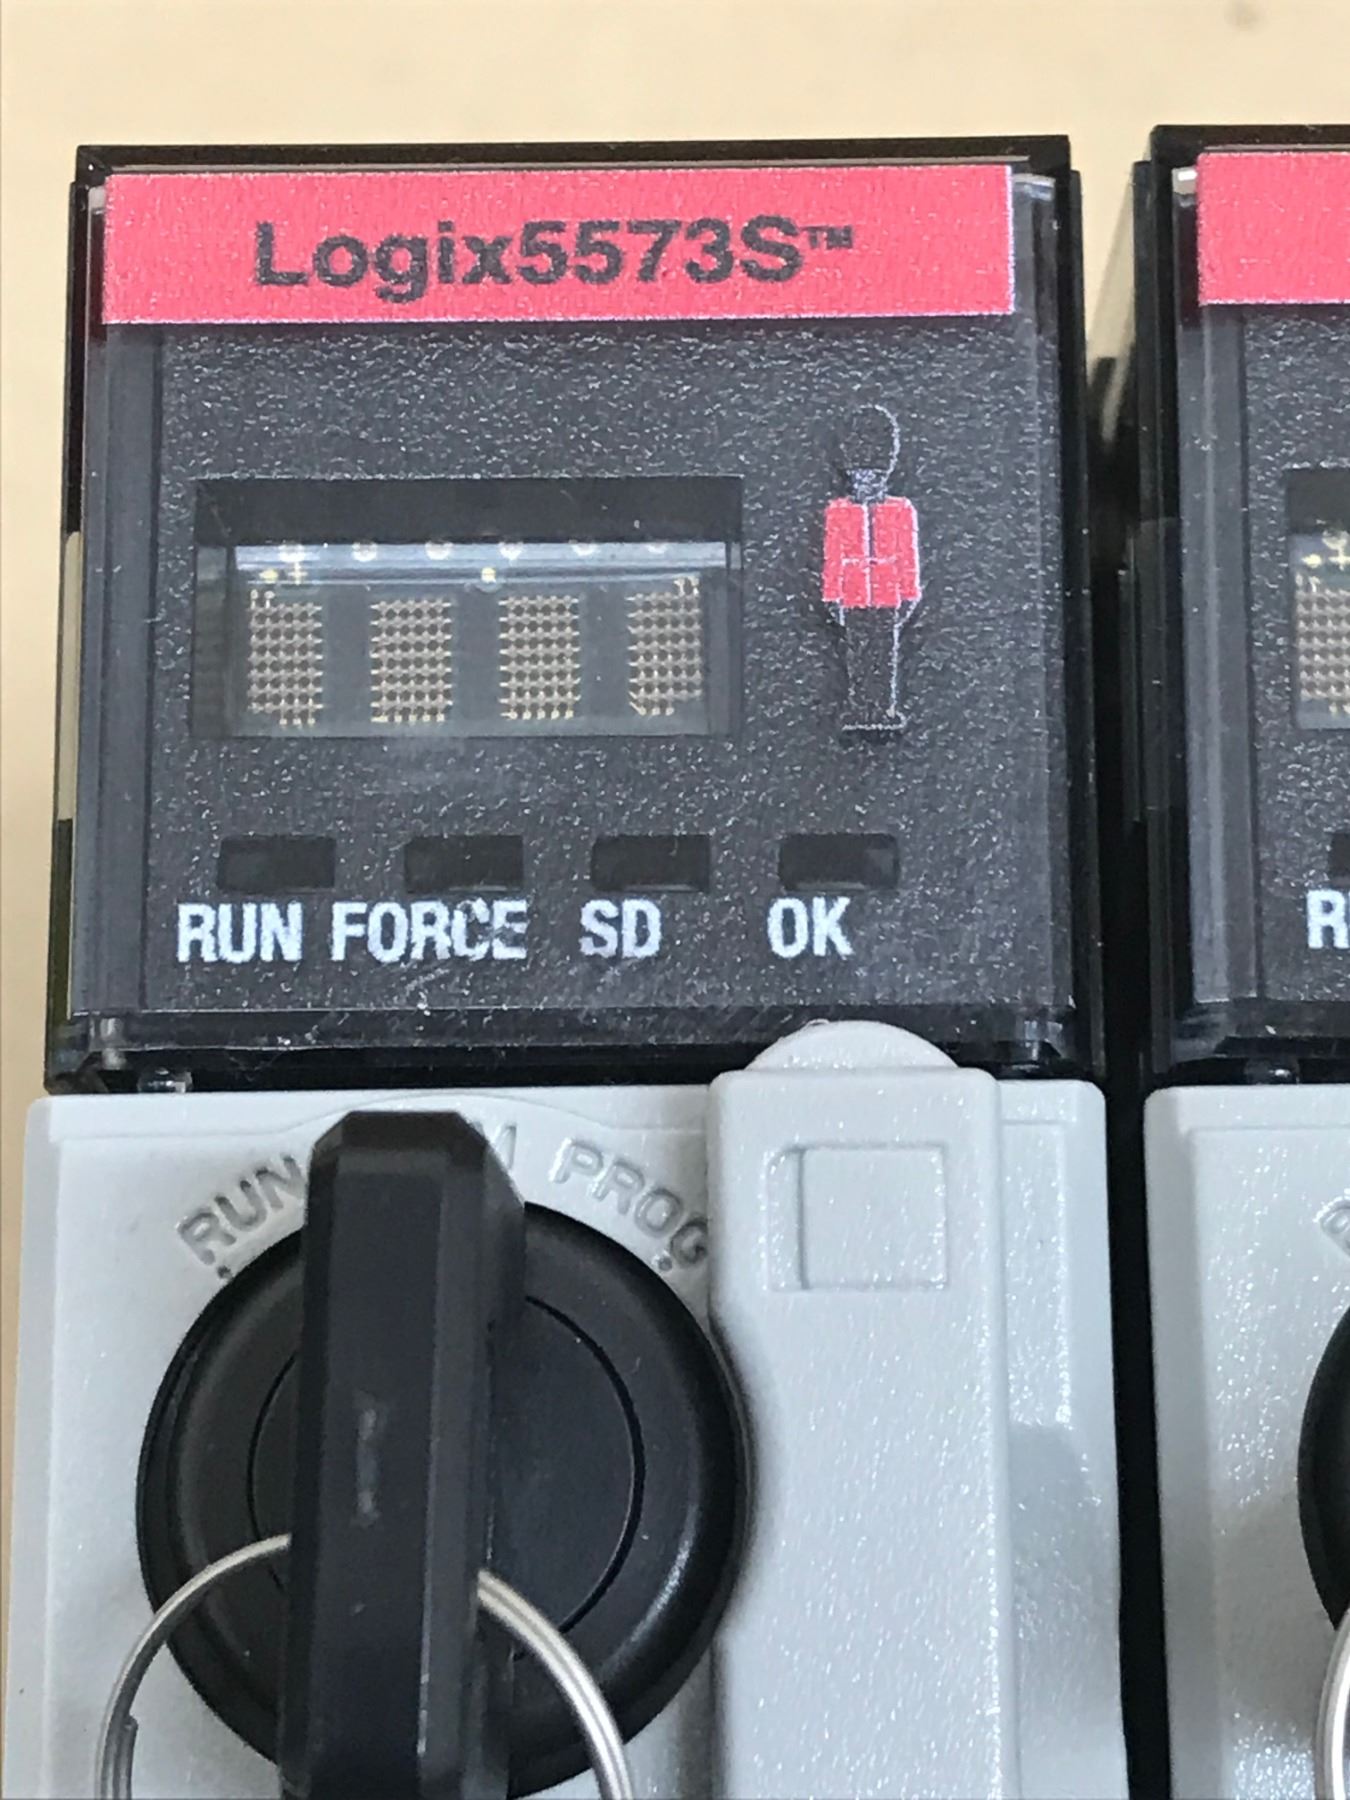 Logix5573S™
RUN FORCE SD OK
RUN PROG
R